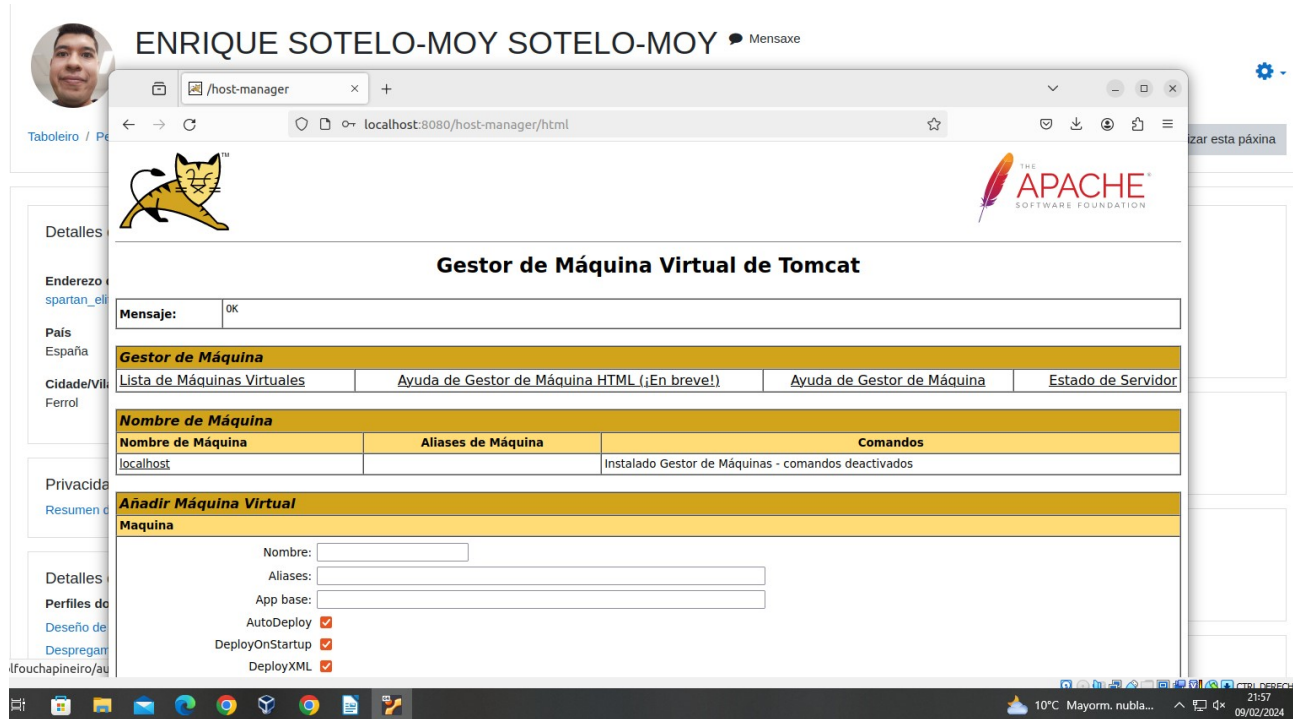 ENRIQUE SOTELO-MOY SOTELO-MOY Mensaxe
/host-manager
localhost:8080/host-manager/html
Taboleiro / Pe
izar esta páxina
TM
THE
APACHE
SOFTWARE FOUNDATION
Detalles
Gestor de Máquina Virtual de Tomcat
Enderezo
spartan_eli
Mensaje: OK
País
España
Gestor de Máquina
Lista de Máquinas Virtuales Ayuda de Gestor de Máquina HTML (¡En breve!) Ayuda de Gestor de Máquina Estado de Servidor
Cidade/Vil
Ferrol
Nombre de Máquina
Nombre de Máquina Aliases de Máquina Comandos
localhost Instalado Gestor de Máquinas - comandos deactivados
Privacida
Resumen
Añadir Máquina Virtual
Maquina
Nombre:
Aliases:
Detalles
App base:
Perfiles do
AutoDeploy
Deseño de
DeployOnStartup
Despregam
DeployXML
lfouchapineiro/au
CTRL DERECH
10°C Mayorm. nubla...
21:57
09/02/2024